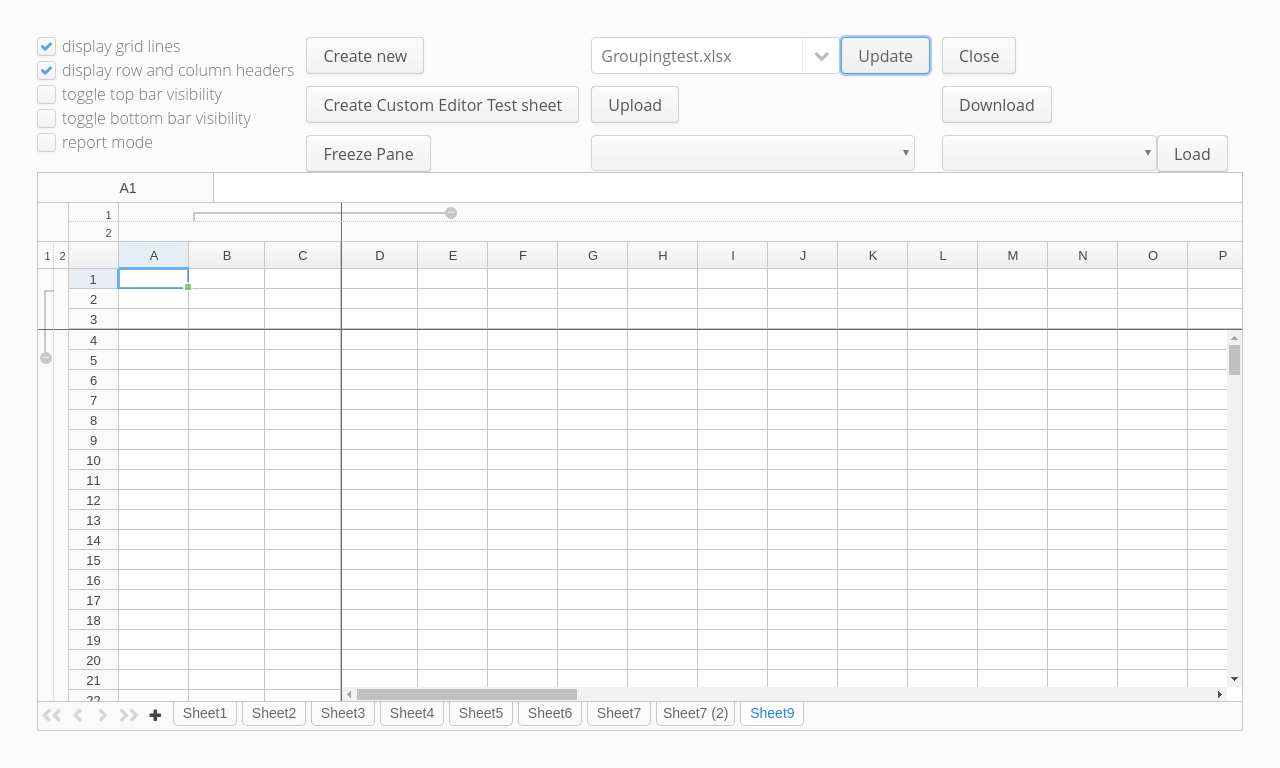 display grid lines
display row and column headers
toggle top bar visibility
toggle bottom bar visibility
report mode
Create new
Groupingtest.xlsx
Update
Close
Create Custom Editor Test sheet
Upload
Download
Freeze Pane
Load
A1
1
2
1 2
A B C D E F G H I J K L M N O P
1
2
3
4
5
6
7
8
9
10
11
12
13
14
15
16
17
18
19
20
21
22
Sheet1 Sheet2 Sheet3 Sheet4 Sheet5 Sheet6 Sheet7 Sheet7 (2) Sheet9